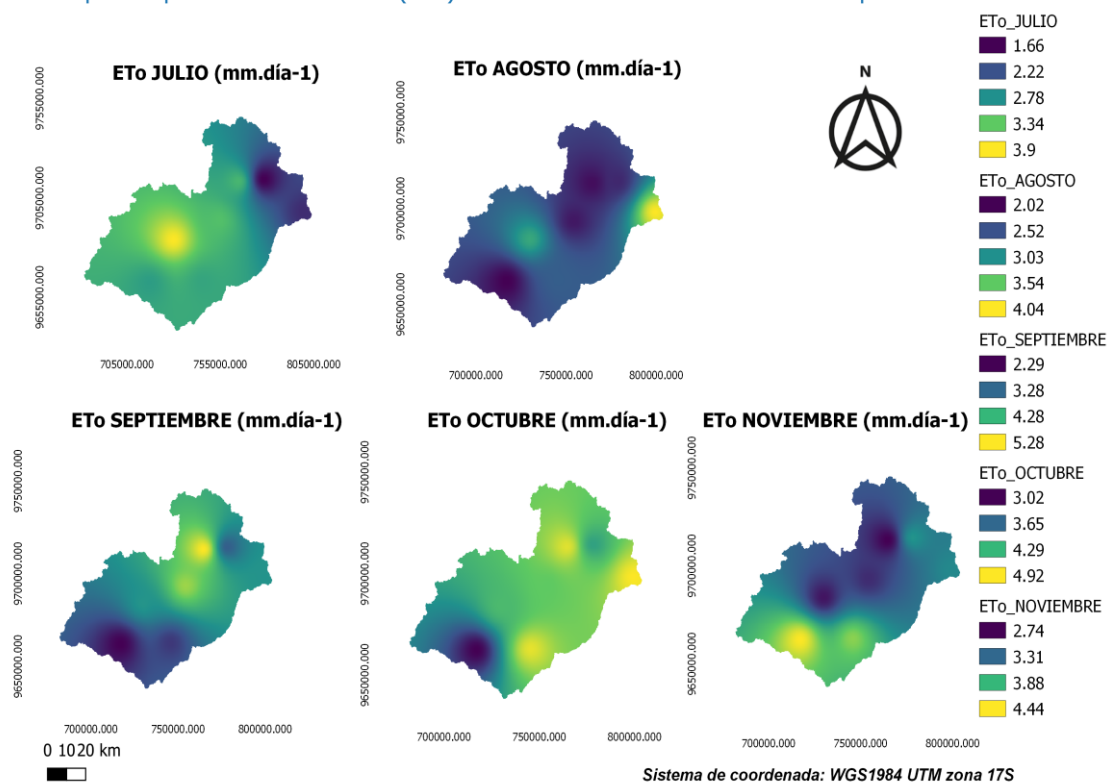 ETo JULIO (mm.día-1)
9755000.000
9705000.000
9655000.000
705000.000 755000.000 805000.000
ETo AGOSTO (mm.día-1)
9750000.000
9700000.000
9650000.000
700000.000 750000.000 800000.000
N
ETo SEPTIEMBRE (mm.día-1)
9750000.000
9700000.000
9650000.000
700000.000 750000.000 800000.000
ETo OCTUBRE (mm.día-1)
9750000.000
9700000.000
9650000.000
700000.000 750000.000 800000.000
ETo NOVIEMBRE (mm.día-1)
9750000.000
9700000.000
9650000.000
700000.000 750000.000 800000.000
ETo_JULIO
1.66
2.22
2.78
3.34
3.9
ETo_AGOSTO
2.02
2.52
3.03
3.54
4.04
ETo_SEPTIEMBRE
2.29
3.28
4.28
5.28
ETo_OCTUBRE
3.02
3.65
4.29
4.92
ETo_NOVIEMBRE
2.74
3.31
3.88
4.44
0 1020 km
Sistema de coordenada: WGS1984 UTM zona 17S